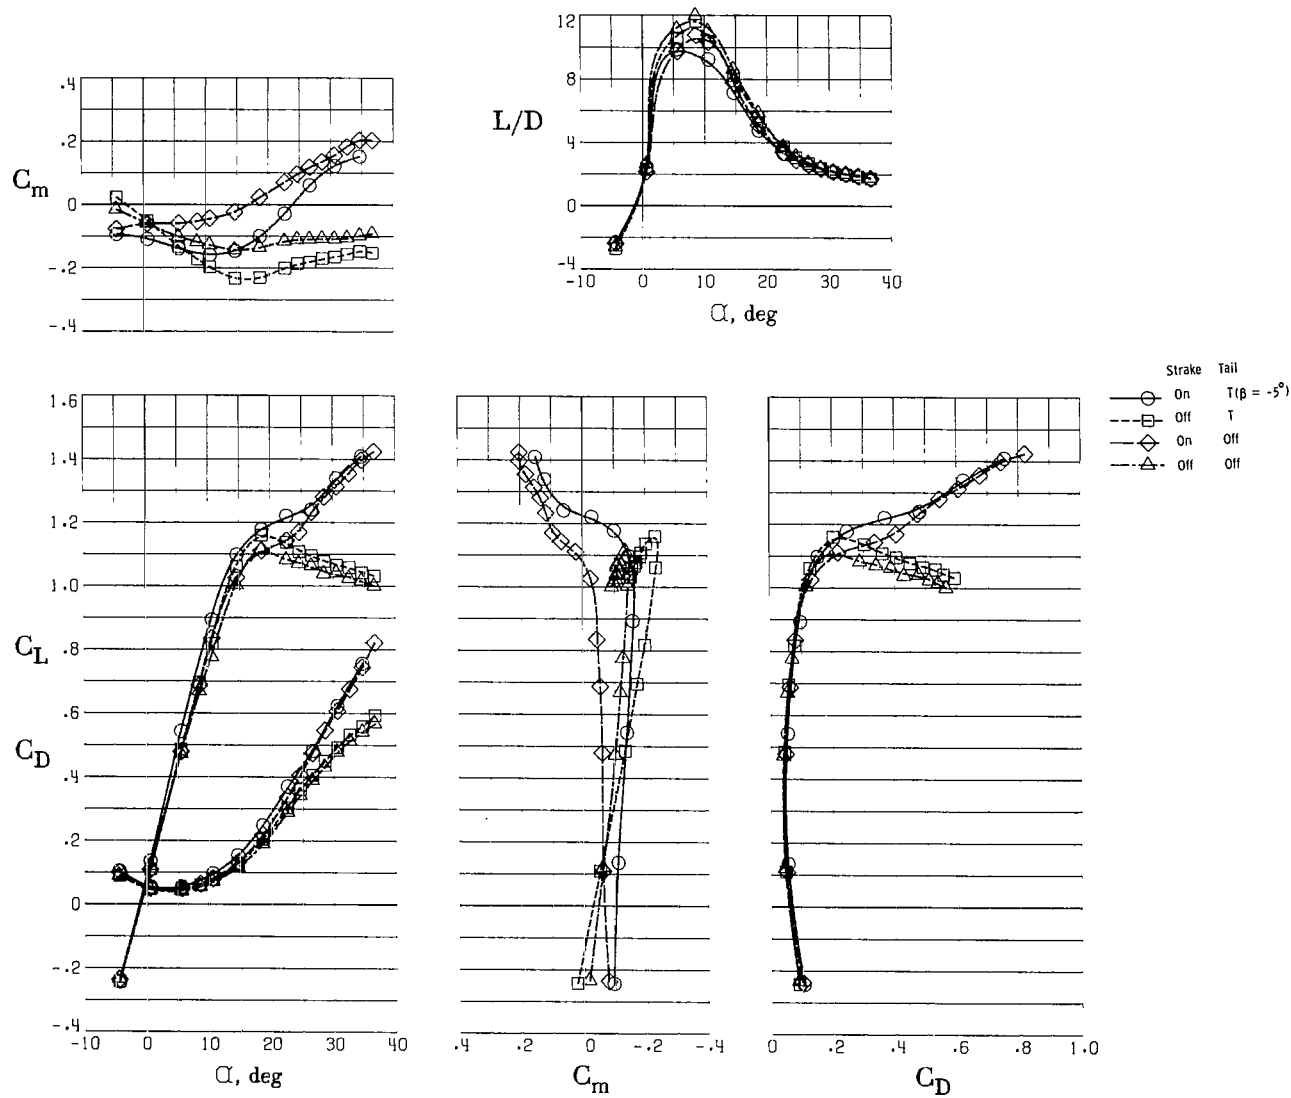 .4
.2
0
-.2
-.4
C_m
12
8
4
0
-4
L/D
-10 0 10 20 30 40
α, deg
Strake Tail
On T(β = -5°)
Off T
On Off
Off Off
1.6
1.4
1.2
1.0
.8
.6
.4
.2
0
-.2
-.4
C_L
C_D
-10 0 10 20 30 40
α, deg
.4 .2 0 -.2 -.4
C_m
0 .2 .4 .6 .8 1.0
C_D